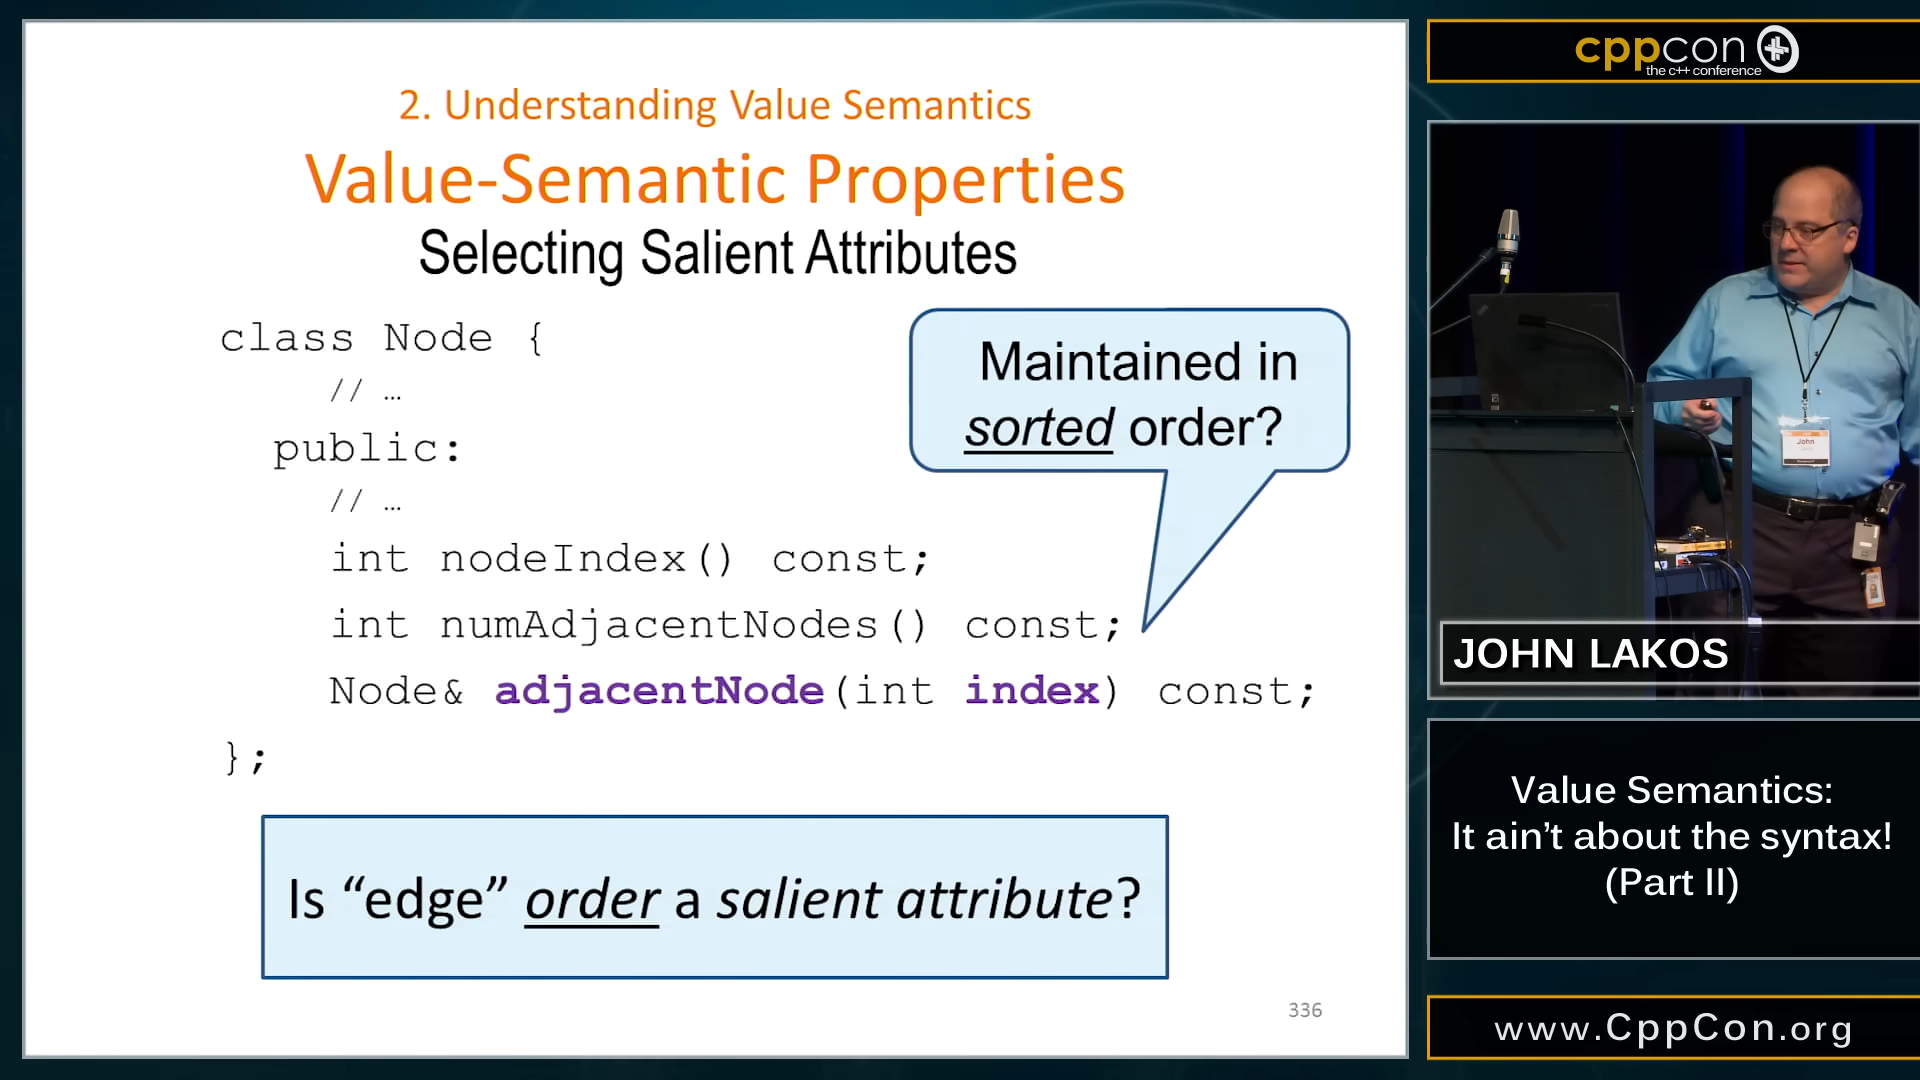 2. Understanding Value Semantics
Value-Semantic Properties
Selecting Salient Attributes
class Node {
// …
public:
// …
int nodeIndex() const;
int numAdjacentNodes() const;
Node& adjacentNode(int index) const;
};
Maintained in
sorted order?
Is “edge” order a salient attribute?
336
cppcon
the c++ conference
John
JOHN LAKOS
Value Semantics:
It ain’t about the syntax!
(Part II)
www.CppCon.org